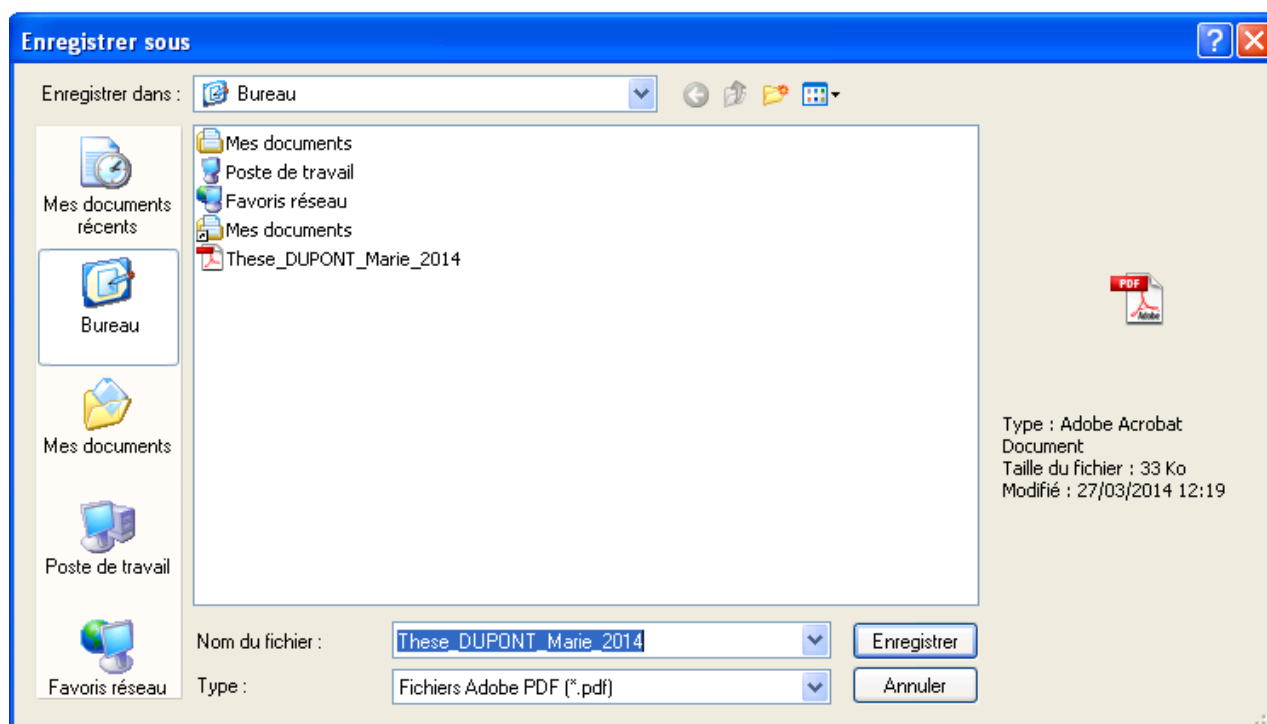 Enregistrer sous
Enregistrer dans :
Bureau
Mes documents
récents
Bureau
Mes documents
Poste de travail
Favoris réseau
Mes documents
Poste de travail
Favoris réseau
Mes documents
These_DUPONT_Marie_2014
PDF
Adobe
Type : Adobe Acrobat
Document
Taille du fichier : 33 Ko
Modifié : 27/03/2014 12:19
Nom du fichier :
These_DUPONT_Marie_2014
Enregistrer
Type :
Fichiers Adobe PDF (*.pdf)
Annuler